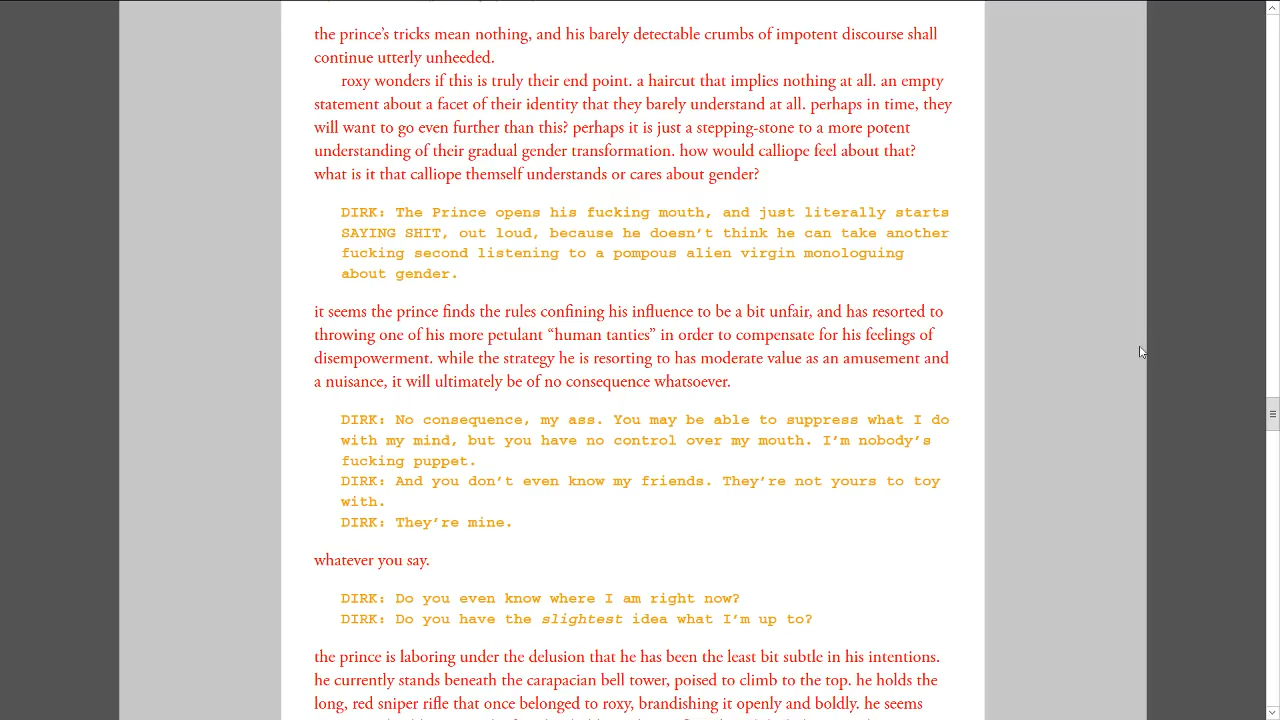 the prince’s tricks mean nothing, and his barely detectable crumbs of impotent discourse shall
continue utterly unheeded.
roxy wonders if this is truly their end point. a haircut that implies nothing at all. an empty
statement about a facet of their identity that they barely understand at all. perhaps in time, they
will want to go even further than this? perhaps it is just a stepping-stone to a more potent
understanding of their gradual gender transformation. how would calliope feel about that?
what is it that calliope themself understands or cares about gender?
DIRK: The Prince opens his fucking mouth, and just literally starts
SAYING SHIT, out loud, because he doesn’t think he can take another
fucking second listening to a pompous alien virgin monologuing
about gender.
it seems the prince finds the rules confining his influence to be a bit unfair, and has resorted to
throwing one of his more petulant “human tanties” in order to compensate for his feelings of
disempowerment. while the strategy he is resorting to has moderate value as an amusement and
a nuisance, it will ultimately be of no consequence whatsoever.
DIRK: No consequence, my ass. You may be able to suppress what I do
with my mind, but you have no control over my mouth. I’m nobody’s
fucking puppet.
DIRK: And you don’t even know my friends. They’re not yours to toy
with.
DIRK: They’re mine.
whatever you say.
DIRK: Do you even know where I am right now?
DIRK: Do you have the slightest idea what I’m up to?
the prince is laboring under the delusion that he has been the least bit subtle in his intentions.
he currently stands beneath the carapacian bell tower, poised to climb to the top. he holds the
long, red sniper rifle that once belonged to roxy, brandishing it openly and boldly. he seems